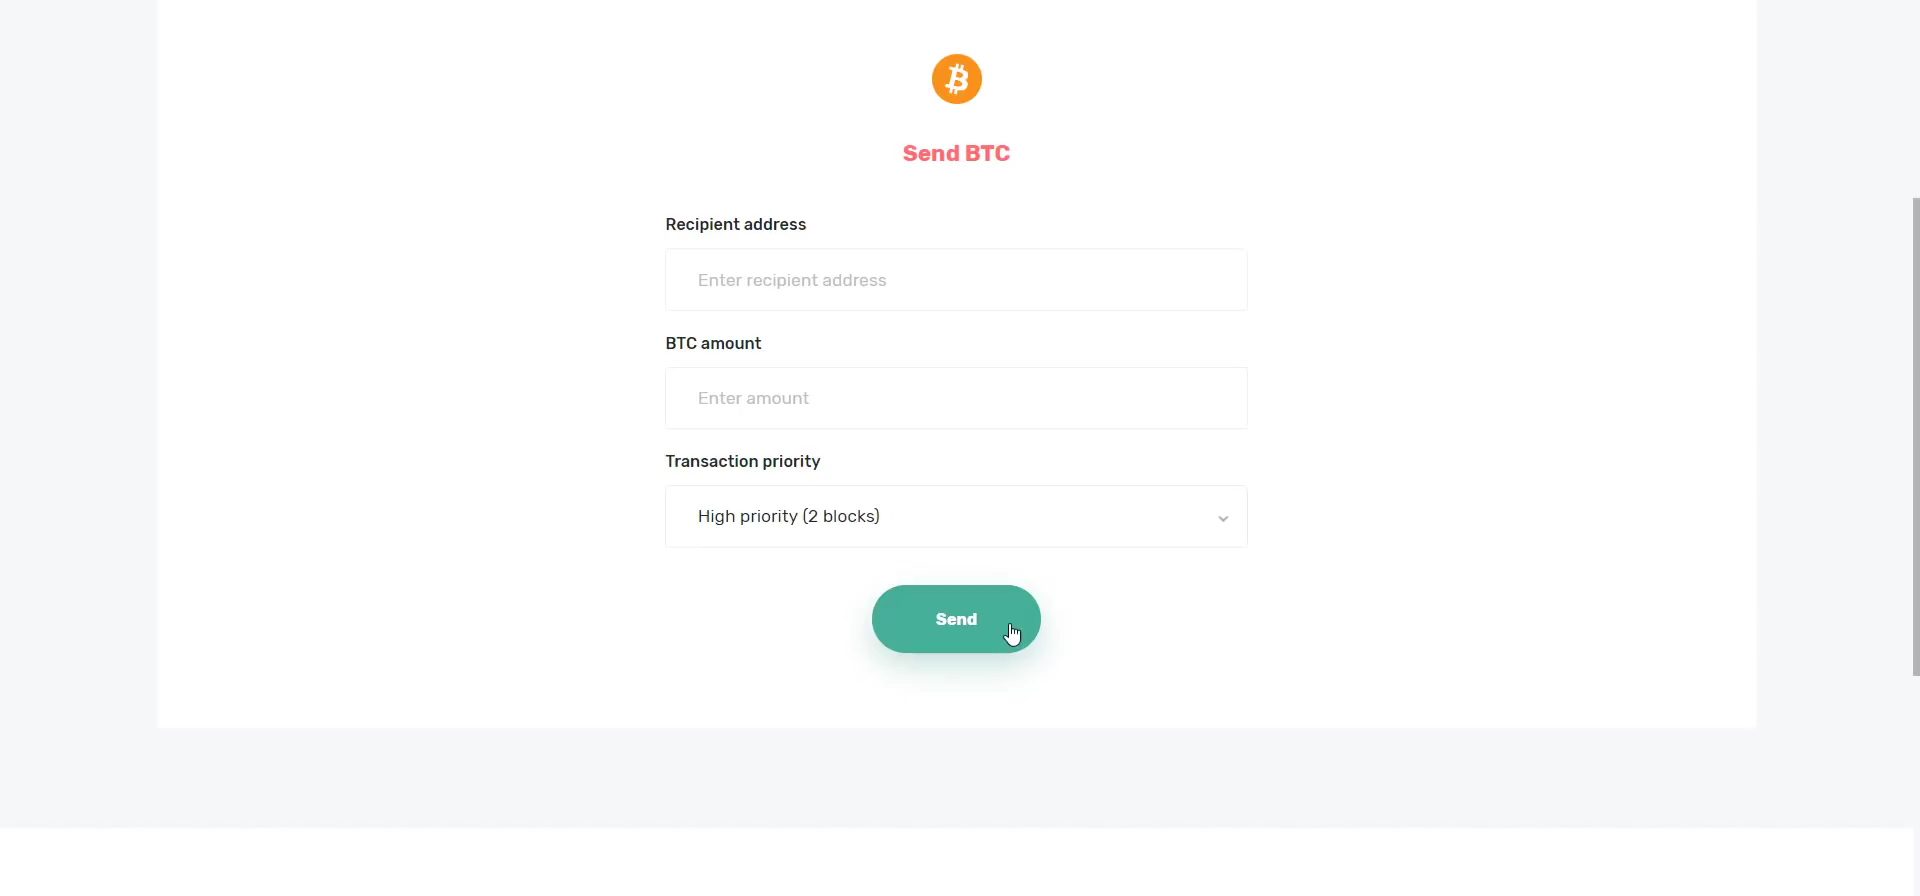 Send BTC
Recipient address
Enter recipient address
BTC amount
Enter amount
Transaction priority
High priority (2 blocks)
Send